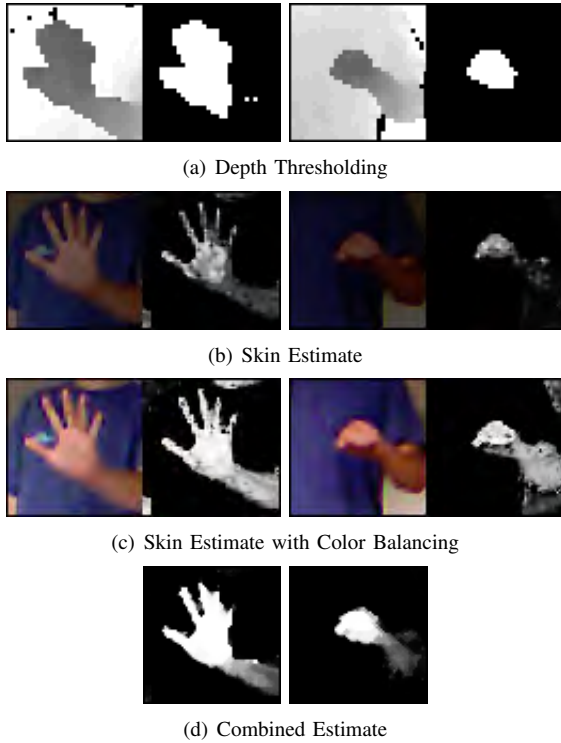 (a) Depth Thresholding
(b) Skin Estimate
(c) Skin Estimate with Color Balancing
(d) Combined Estimate